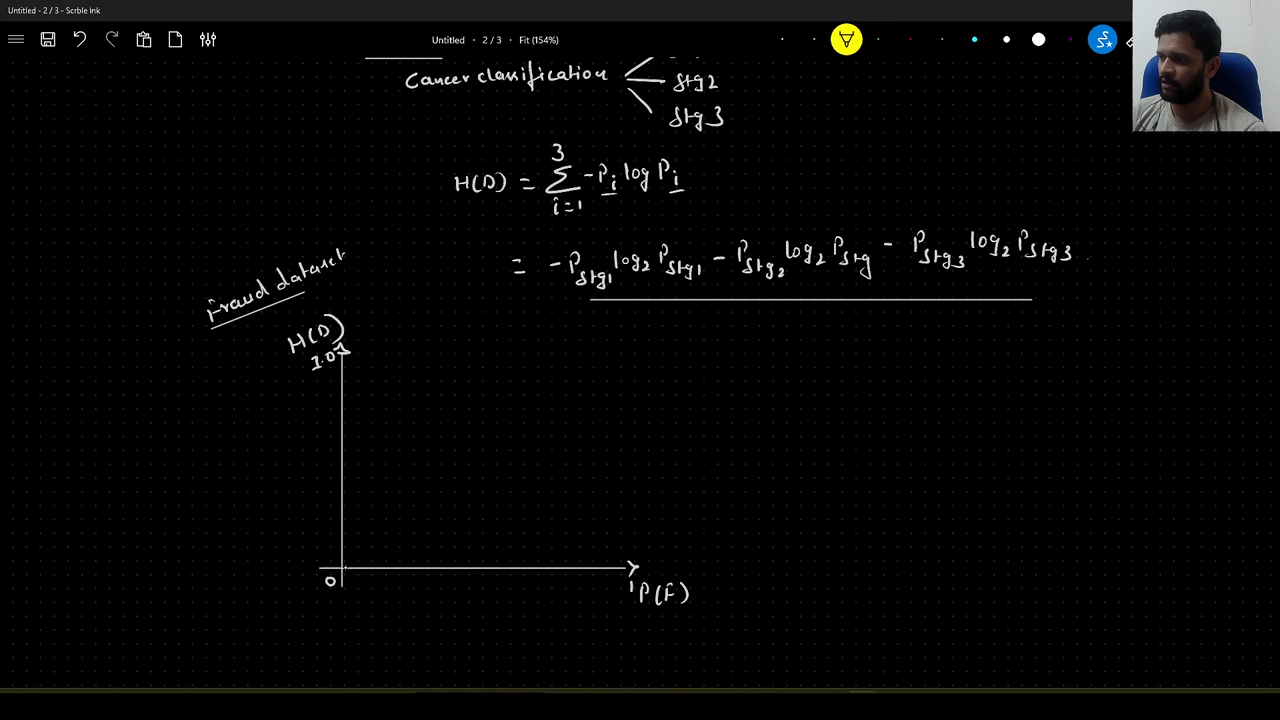 Untitled - 2 / 3 - Scrble Ink
Untitled • 2 / 3 • Fit (154%)
Cancer classification
Stg2
Stg3
H(D) = 3 ∑ i=1 -Pi log Pi
= -Pstg1 log2 Pstg1 - Pstg2 log2 Pstg - Pstg3 log2 Pstg3
Fraud dataset
H(D)
1.0
0
1 P(F)